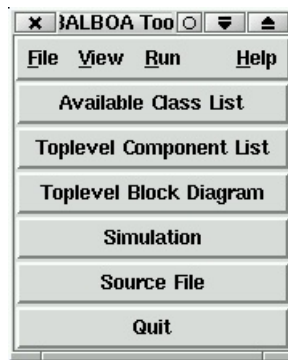 BALBOA Too
File View Run Help
Available Class List
Toplevel Component List
Toplevel Block Diagram
Simulation
Source File
Quit